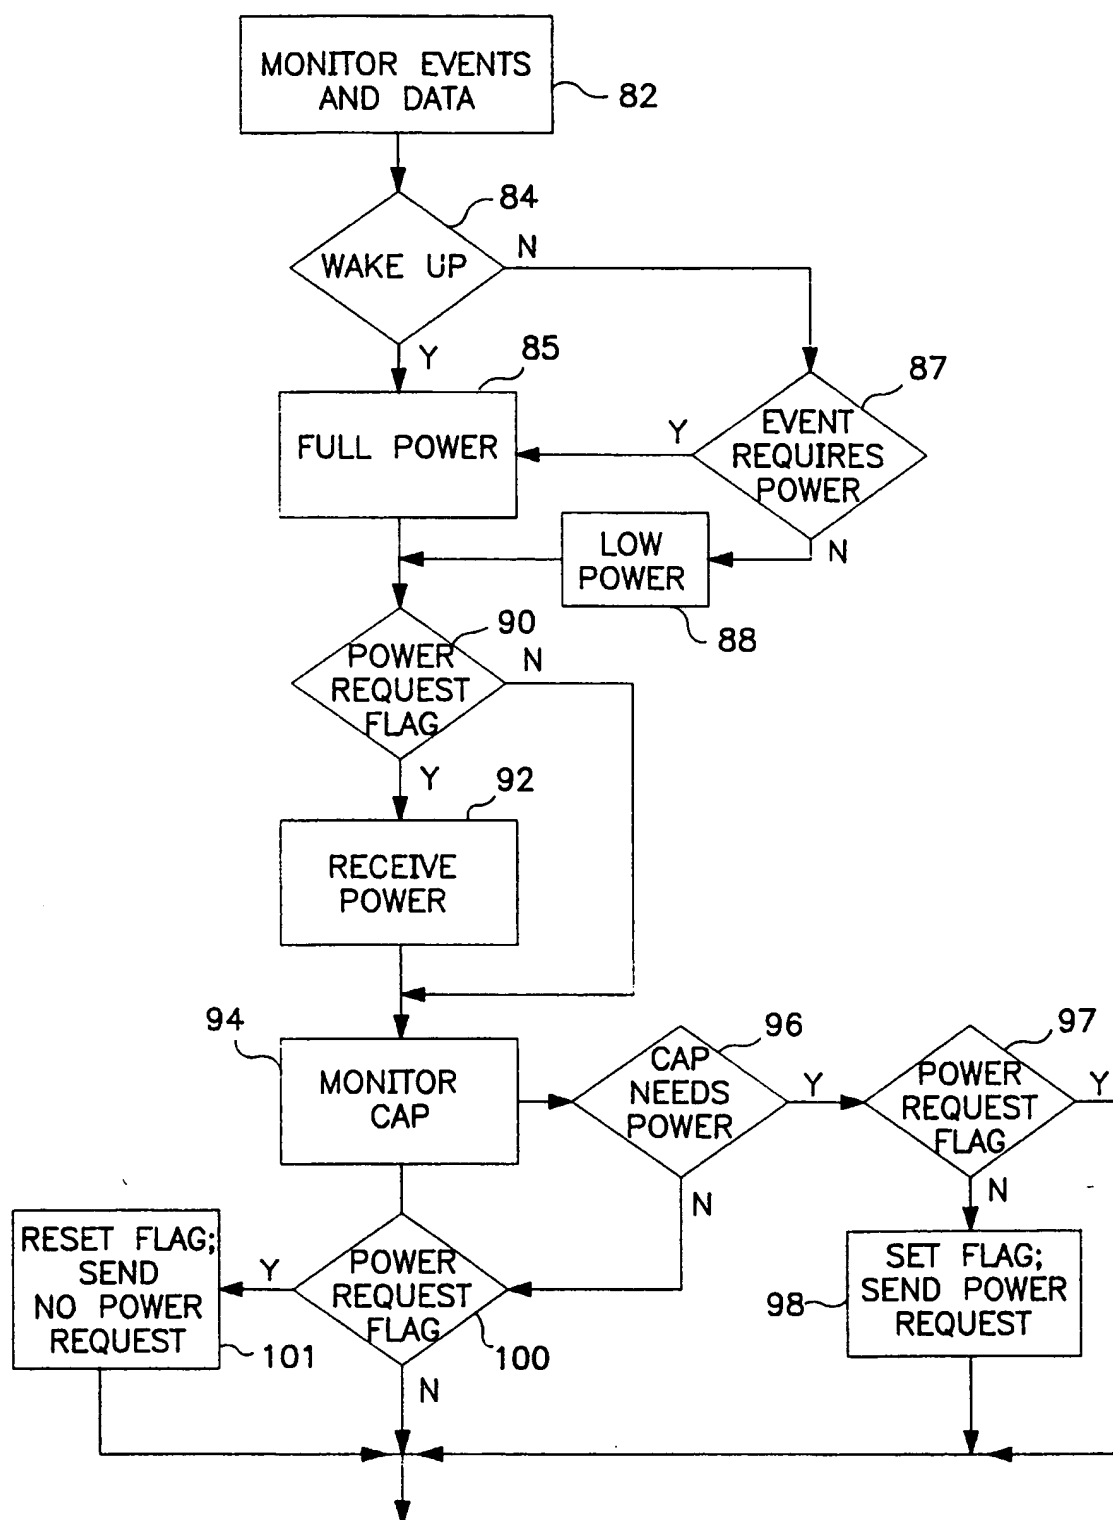 MONITOR EVENTS
AND DATA
82
84
WAKE UP
N
Y
85
87
FULL POWER
Y
EVENT
REQUIRES
POWER
N
LOW
POWER
88
90
POWER
REQUEST
FLAG
N
Y
92
RECEIVE
POWER
94
MONITOR
CAP
96
CAP
NEEDS
POWER
Y
N
97
POWER
REQUEST
FLAG
Y
N
RESET FLAG;
SEND
NO POWER
REQUEST
101
Y
POWER
REQUEST
FLAG
100
N
SET FLAG;
SEND POWER
REQUEST
98